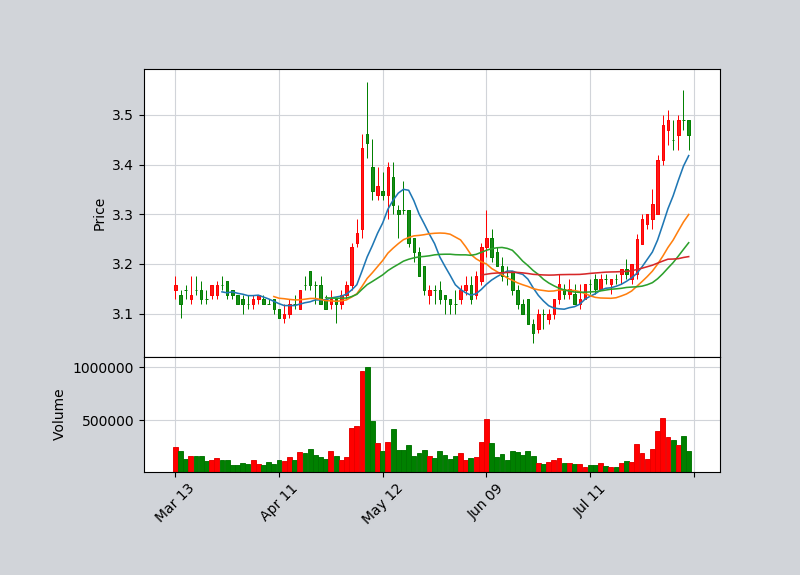 Price
3.5
3.4
3.3
3.2
3.1
Volume
1000000
500000
Mar 13
Apr 11
May 12
Jun 09
Jul 11